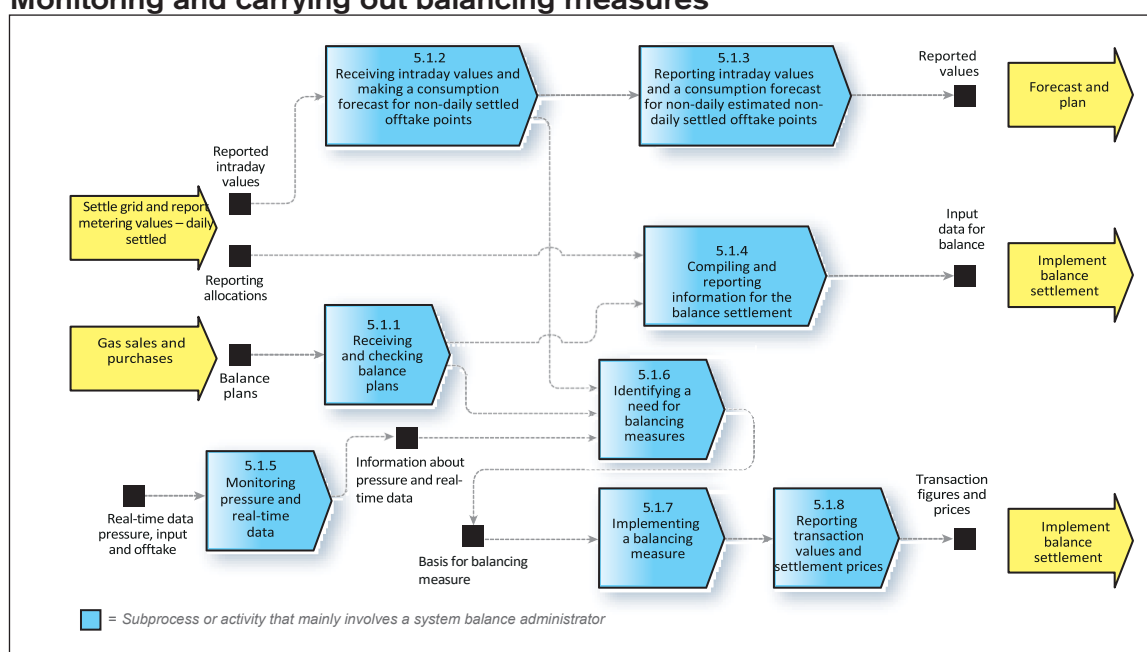 Monitoring and carrying out balancing measures
5.1.2
Receiving intraday values and
making a consumption
forecast for non-daily settled
offtake points
5.1.3
Reporting intraday values
and a consumption forecast
for non-daily estimated non-
daily settled offtake points
Reported
values
Forecast and
plan
Reported
intraday
values
Settle grid and report
metering values – daily
settled
Reporting
allocations
5.1.4
Compiling and
reporting
information for the
balance settlement
Input
data for
balance
Implement
balance
settlement
Gas sales and
purchases
Balance
plans
5.1.1
Receiving
and checking
balance
plans
5.1.6
Identifying a
need for
balancing
measures
Information about
pressure and real-
time data
5.1.5
Monitoring
pressure and
real-time
data
Real-time data
pressure, input
and offtake
Basis for balancing
measure
5.1.7
Implementing
a balancing
measure
5.1.8
Reporting
transaction
values and
settlement prices
Transaction
figures and
prices
Implement
balance
settlement
= Subprocess or activity that mainly involves a system balance administrator